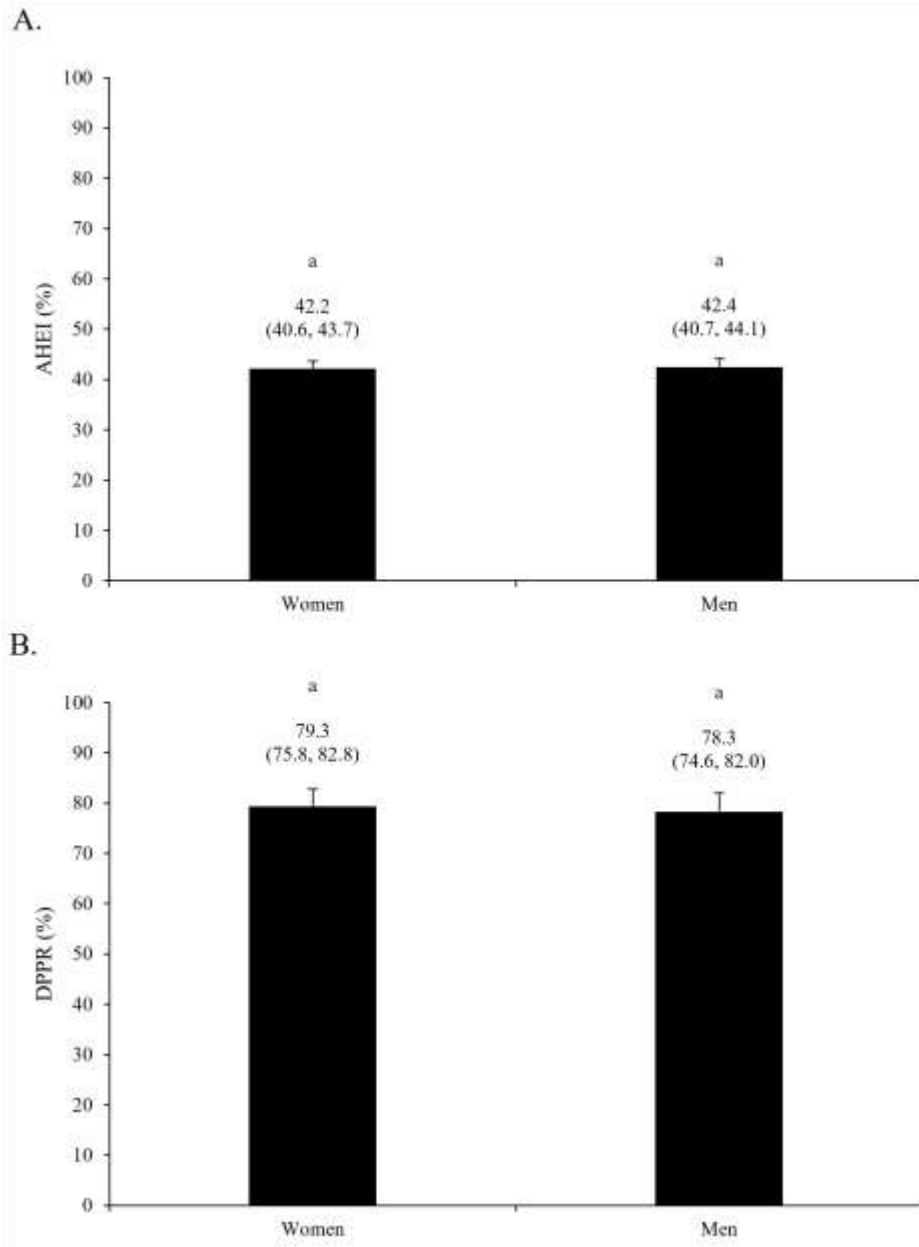 A.
100
90
80
70
60
50
40
30
20
10
0
AHEI (%)
a
42.2
(40.6, 43.7)
a
42.4
(40.7, 44.1)
Women
Men
B.
100
90
80
70
60
50
40
30
20
10
0
DPPR (%)
a
79.3
(75.8, 82.8)
a
78.3
(74.6, 82.0)
Women
Men